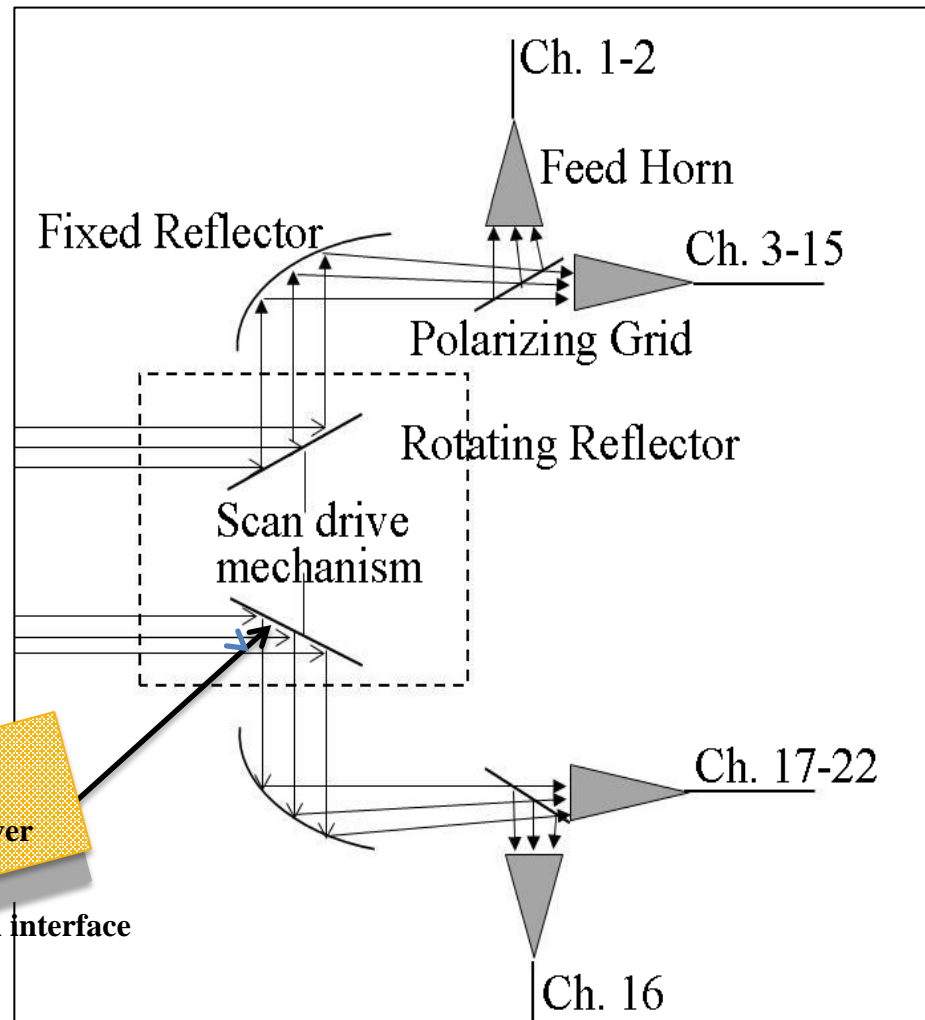 Ch. 1-2
Feed Horn
Fixed Reflector
Ch. 3-15
Polarizing Grid
Rotating Reflector
Scan drive
mechanism
Ch. 17-22
interface
Ch. 16